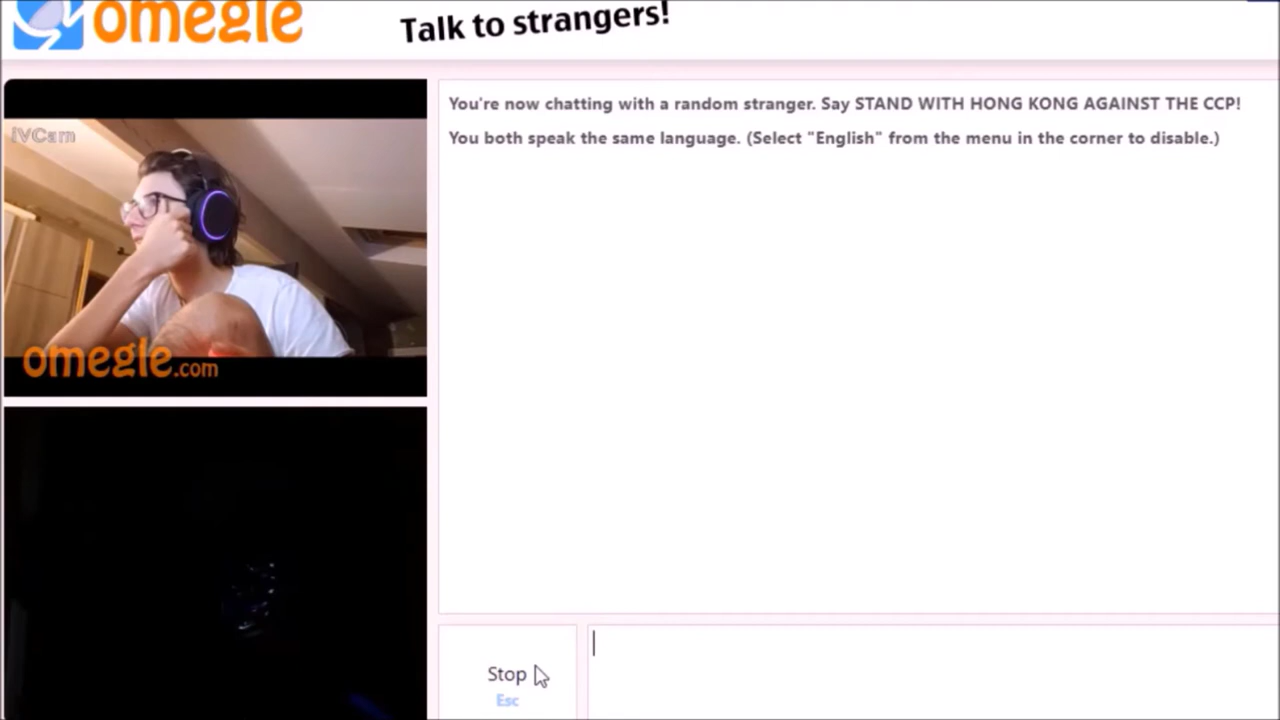 omegle
Talk to strangers!
You're now chatting with a random stranger. Say STAND WITH HONG KONG AGAINST THE CCP!
You both speak the same language. (Select "English" from the menu in the corner to disable.)
iVCam
omegle.com
Stop
Esc